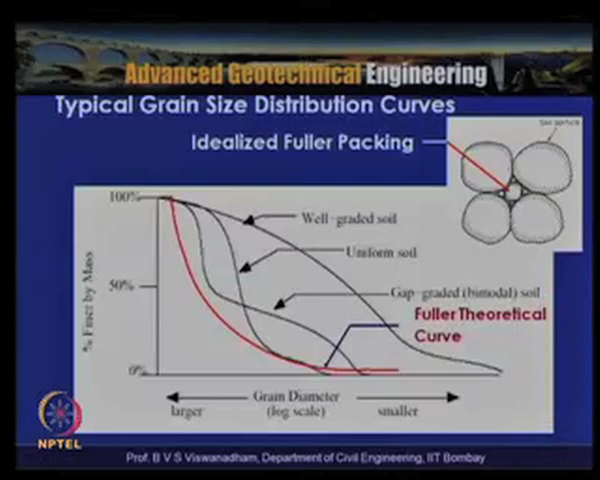 Advanced Geotechnical Engineering
Typical Grain Size Distribution Curves
Idealized Fuller Packing
100%
Well-graded soil
Uniform soil
50%
Gap-graded (bimodal) soil
Fuller Theoretical
Curve
% Finer by Mass
0%
Grain Diameter
larger (log scale) smaller
NPTEL
Prof. B V S Viswanadham, Department of Civil Engineering, IIT Bombay